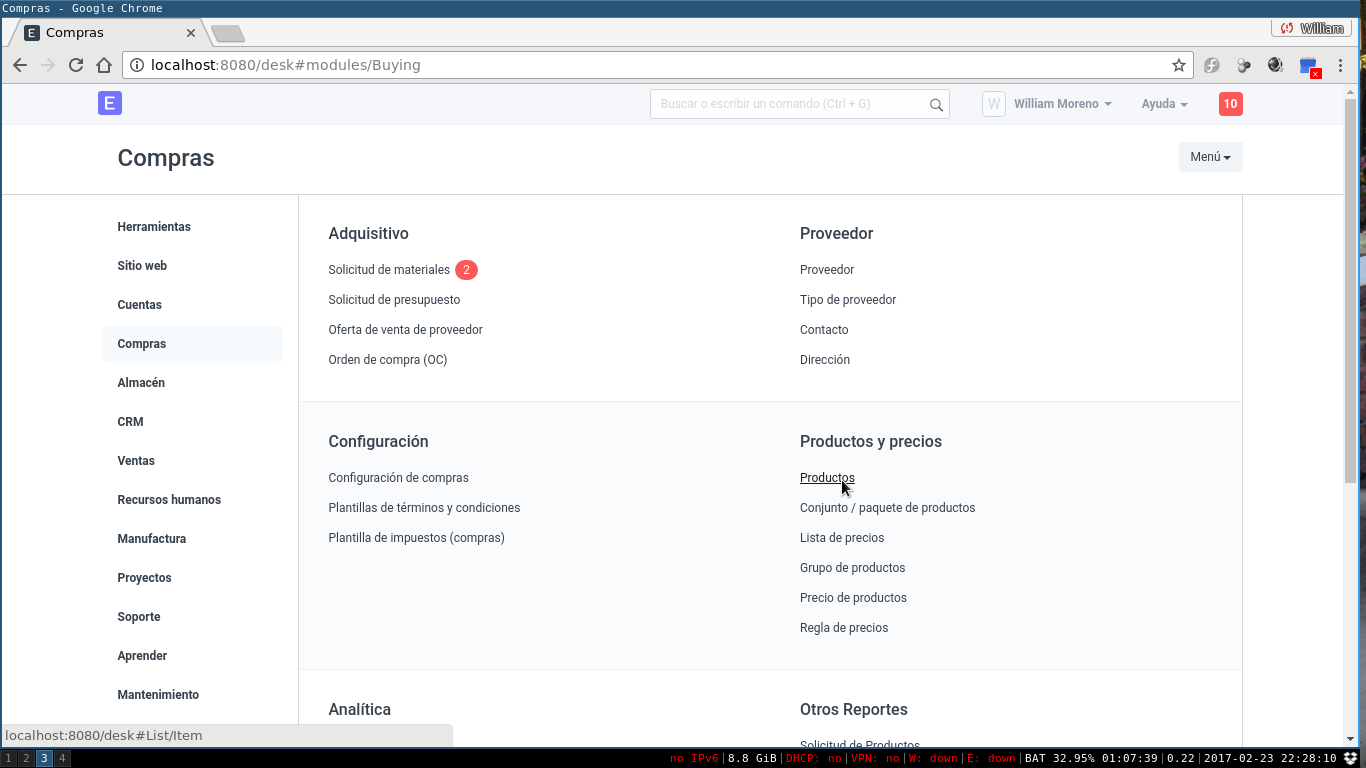 Compras - Google Chrome
E Compras
William
localhost:8080/desk#modules/Buying
E
Buscar o escribir un comando (Ctrl + G)
W William Moreno
Ayuda
10
Compras
Menú
Herramientas
Sitio web
Cuentas
Compras
Almacén
CRM
Ventas
Recursos humanos
Manufactura
Proyectos
Soporte
Aprender
Mantenimiento
Adquisitivo
Solicitud de materiales 2
Solicitud de presupuesto
Oferta de venta de proveedor
Orden de compra (OC)
Proveedor
Proveedor
Tipo de proveedor
Contacto
Dirección
Configuración
Configuración de compras
Plantillas de términos y condiciones
Plantilla de impuestos (compras)
Productos y precios
Productos
Conjunto / paquete de productos
Lista de precios
Grupo de productos
Precio de productos
Regla de precios
Analítica
Otros Reportes
Solicitud de Productos
localhost:8080/desk#List/Item
1 2 3 4
no IPv6|8.8 GiB|DHCP: no|VPN: no|W: down|E: down|BAT 32.95% 01:07:39|0.22|2017-02-23 22:28:10